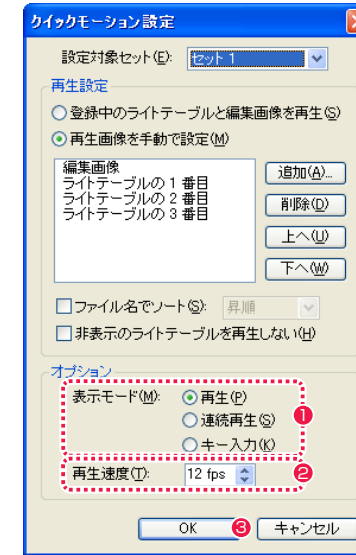 クイックモーション設定
設定対象セット(E): セット 1
再生設定
登録中のライトテーブルと編集画像を再生(S)
再生画像を手動で設定(M)
編集画像
ライトテーブルの 1 番目
ライトテーブルの 2 番目
ライトテーブルの 3 番目
追加(A)...
削除(D)
上へ(U)
下へ(W)
ファイル名でソート(S): 昇順
非表示のライトテーブルを再生しない(H)
オプション
表示モード(M): 再生(P)
連続再生(S) 1
キー入力(K)
再生速度(T): 12 fps 2
OK 3 キャンセル